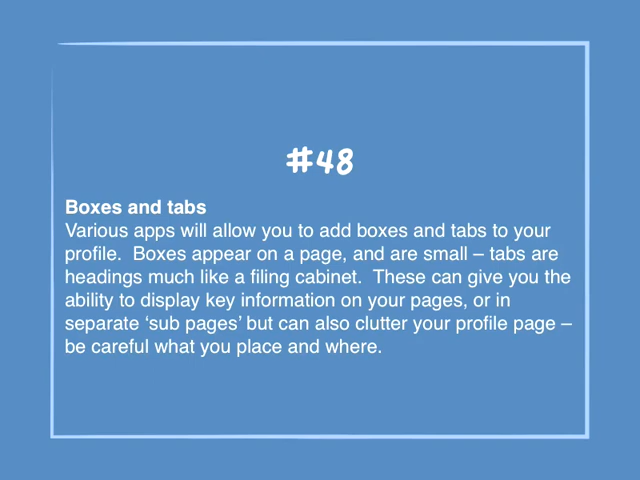 #48
Boxes and tabs
Various apps will allow you to add boxes and tabs to your
profile.  Boxes appear on a page, and are small – tabs are
headings much like a filing cabinet.  These can give you the
ability to display key information on your pages, or in
separate ‘sub pages’ but can also clutter your profile page –
be careful what you place and where.